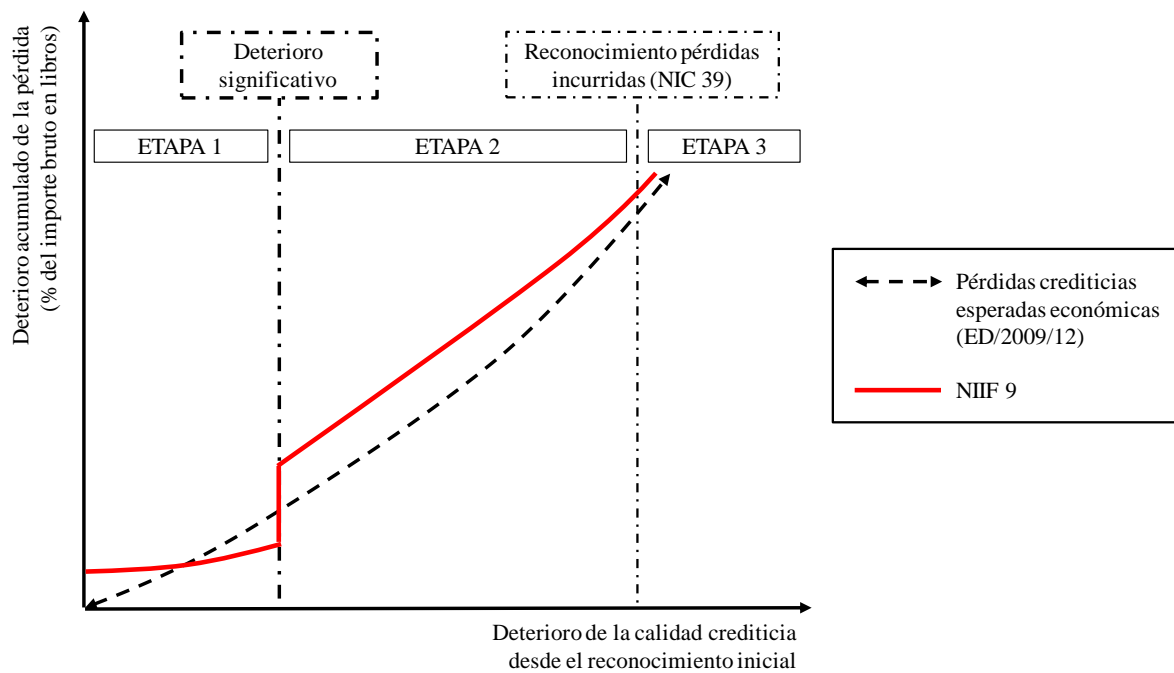 Deterioro acumulado de la pérdida
(% del importe bruto en libros)
Deterioro
significativo
Reconocimiento pérdidas
incurridas (NIC 39)
ETAPA 1
ETAPA 2
ETAPA 3
Pérdidas crediticias
esperadas económicas
(ED/2009/12)
NIIF 9
Deterioro de la calidad crediticia
desde el reconocimiento inicial